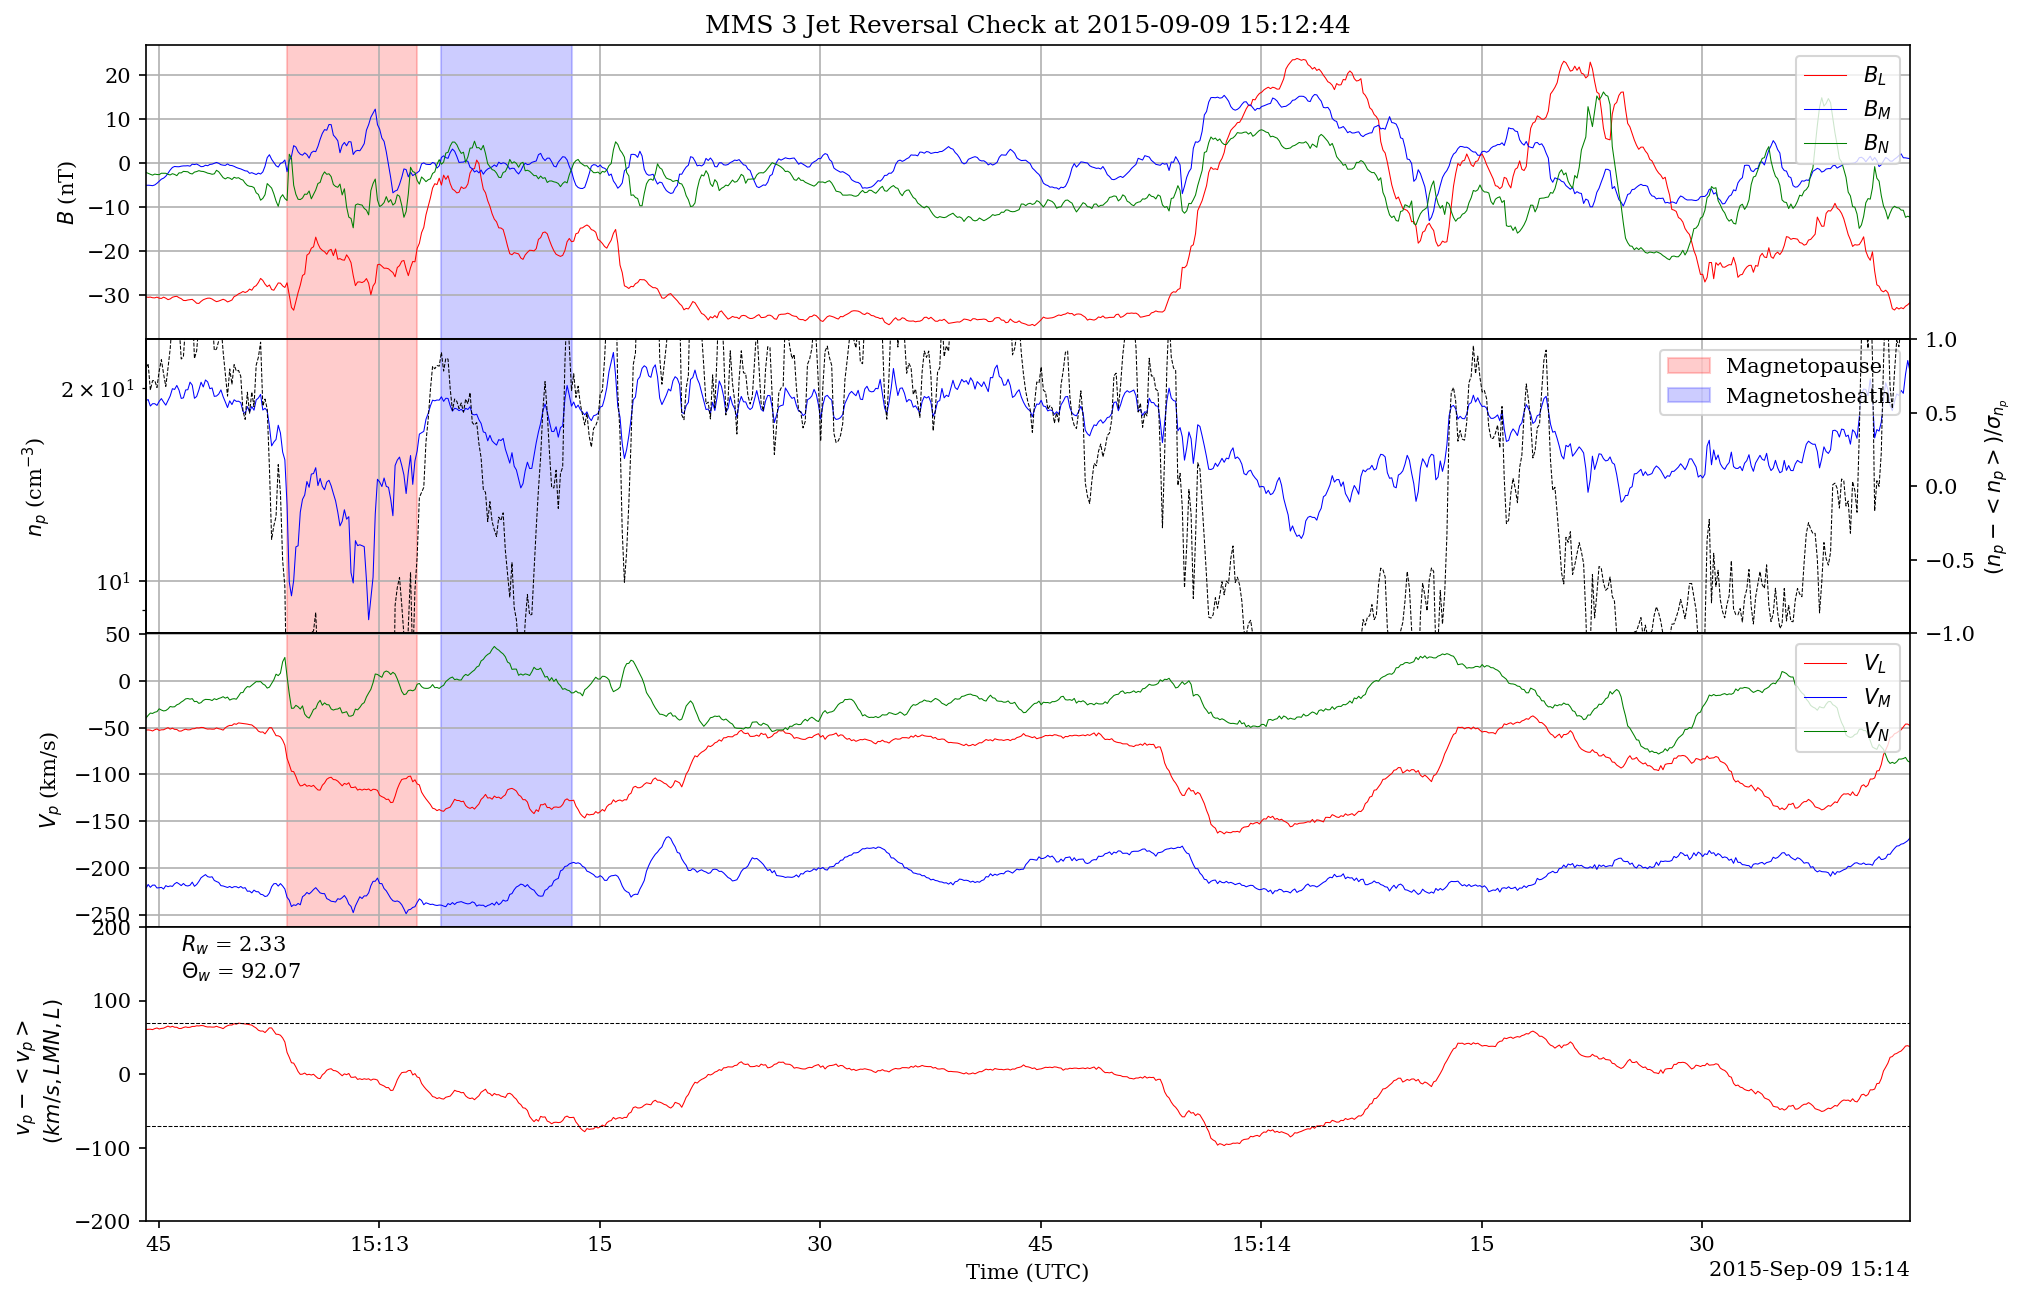 MMS 3 Jet Reversal Check at 2015-09-09 15:12:44
20
10
0
−10
−20
−30
B (nT)
B_L
B_M
B_N
2 × 10^1
10^1
n_p (cm^−3)
1.0
0.5
0.0
−0.5
−1.0
(n_p − < n_p >)/σ_{n_p}
Magnetopause
Magnetosheath
50
0
−50
−100
−150
−200
−250
V_p (km/s)
V_L
V_M
V_N
200
100
0
−100
−200
v_p − < v_p >
(km/s, LMN, L)
R_w = 2.33
Θ_w = 92.07
45 15:13 15 30 45 15:14 15 30
Time (UTC)
2015-Sep-09 15:14